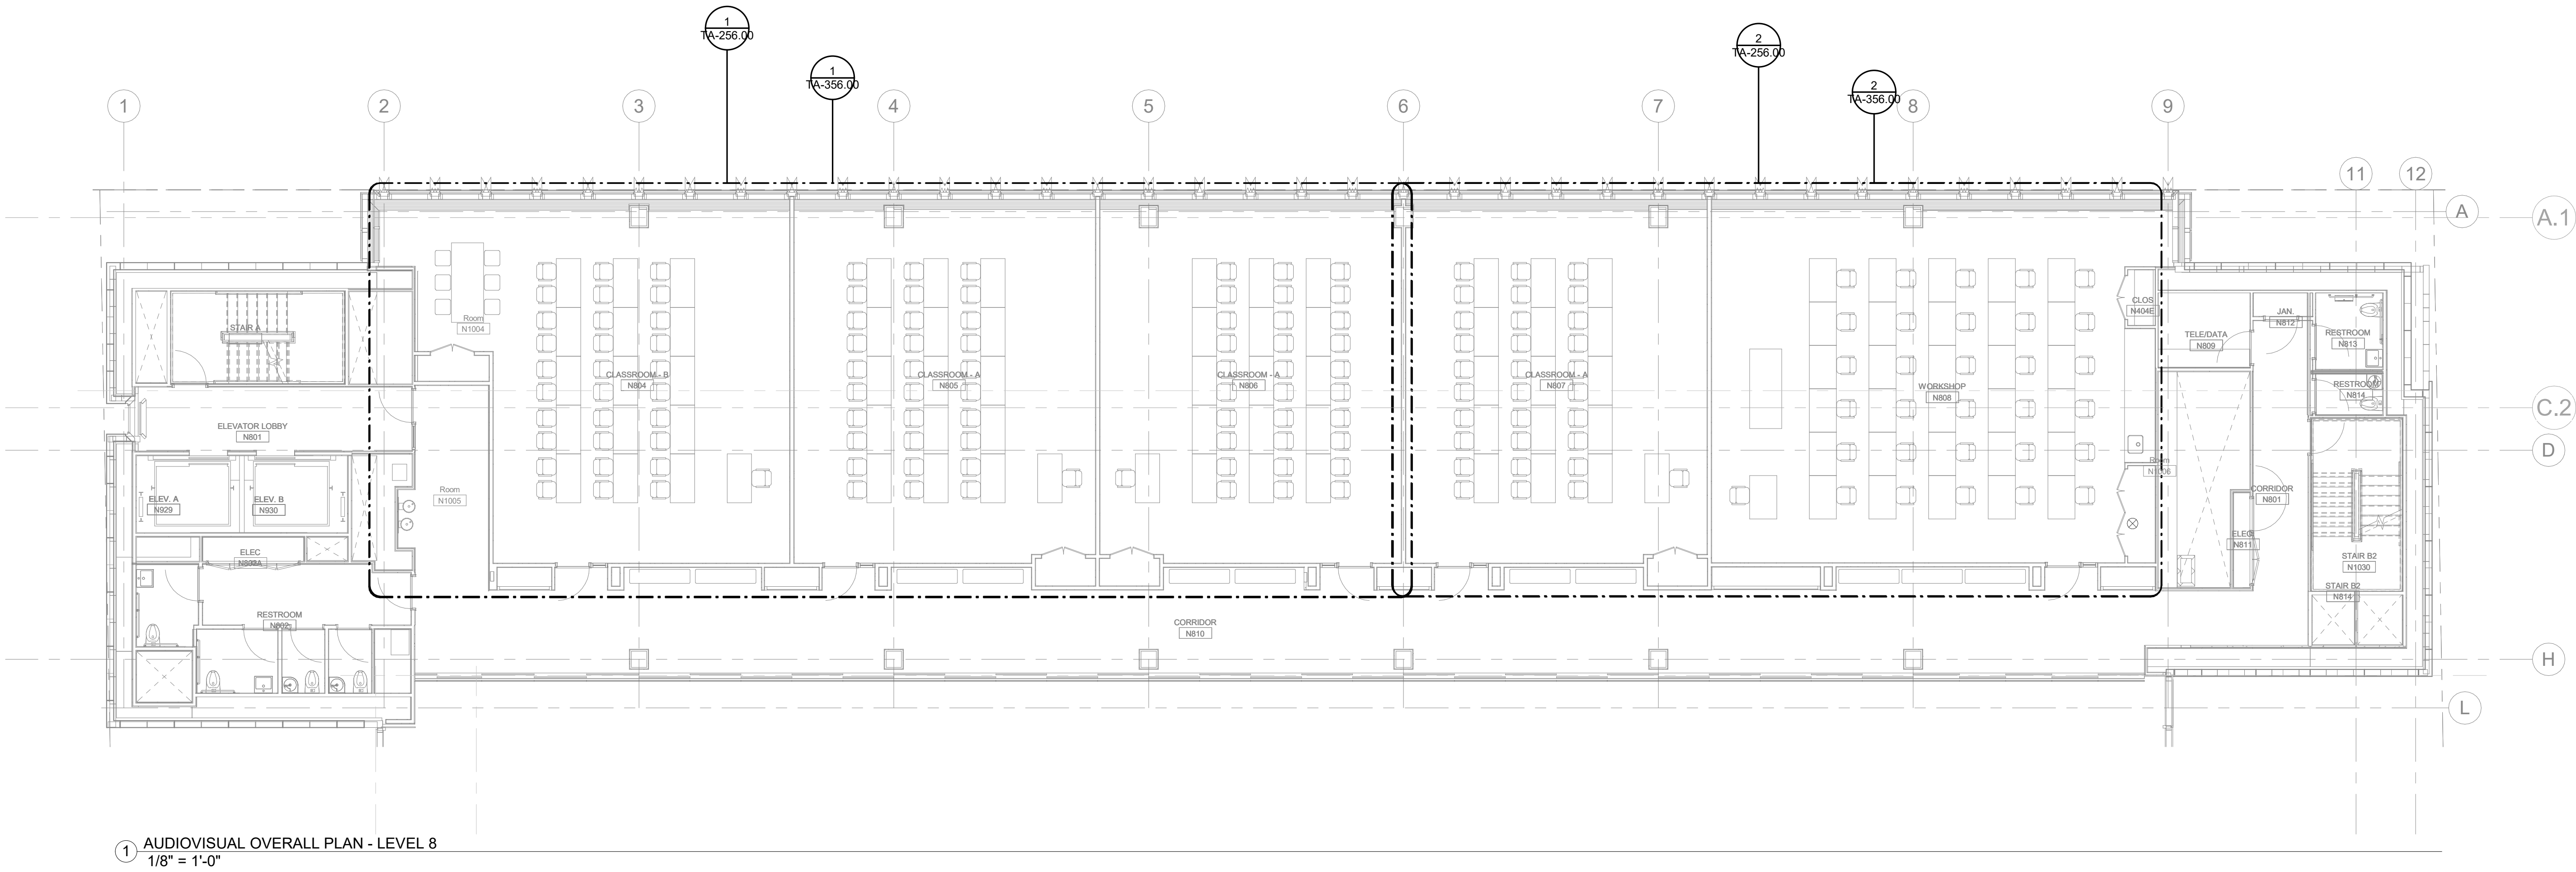 1
TA-256.00
2
TA-256.00
1
TA-356.00
2
TA-356.00
1
2
3
4
5
6
7
8
9
11
12
A
A.1
C.2
D
H
L
STAIR A
Room
N1004
CLASSROOM - B
N804
CLASSROOM - A
N805
CLASSROOM - A
N806
CLASSROOM - A
N807
WORKSHOP
N808
CLOS
N404E
TELE/DATA
N809
JAN.
N812
RESTROOM
N813
RESTROOM
N814
ELEVATOR LOBBY
N801
ELEV. A
N929
ELEV. B
N930
Room
N1005
Room
N1006
CORRIDOR
N801
ELEC
N811
ELEC
N803A
STAIR B2
N1030
STAIR B2
N814
RESTROOM
N802
CORRIDOR
N810
1
AUDIOVISUAL OVERALL PLAN - LEVEL 8
1/8" = 1'-0"